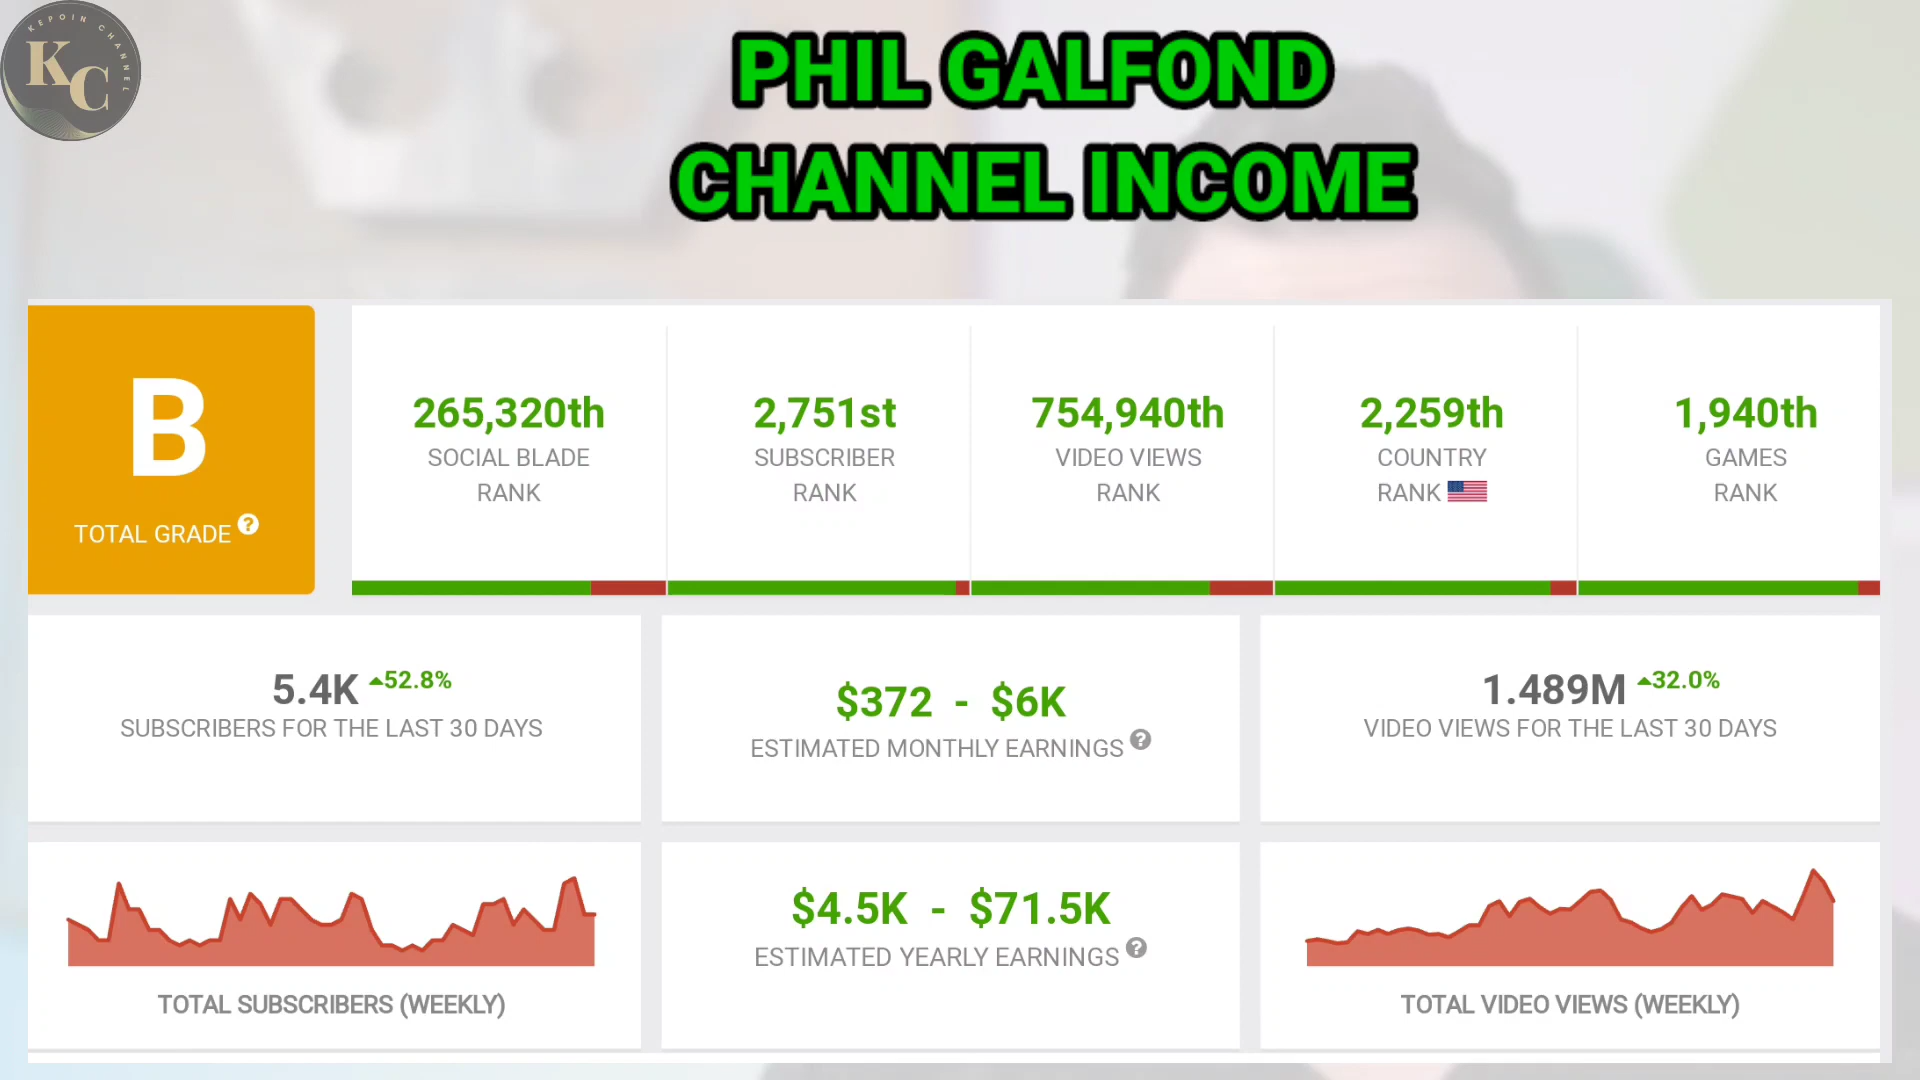 KEPOIN CHANNEL
KC
PHIL GALFOND
CHANNEL INCOME
B
TOTAL GRADE ?
265,320th
SOCIAL BLADE
RANK
2,751st
SUBSCRIBER
RANK
754,940th
VIDEO VIEWS
RANK
2,259th
COUNTRY
RANK
1,940th
GAMES
RANK
5.4K 52.8%
SUBSCRIBERS FOR THE LAST 30 DAYS
$372 - $6K
ESTIMATED MONTHLY EARNINGS ?
1.489M 32.0%
VIDEO VIEWS FOR THE LAST 30 DAYS
TOTAL SUBSCRIBERS (WEEKLY)
$4.5K - $71.5K
ESTIMATED YEARLY EARNINGS ?
TOTAL VIDEO VIEWS (WEEKLY)